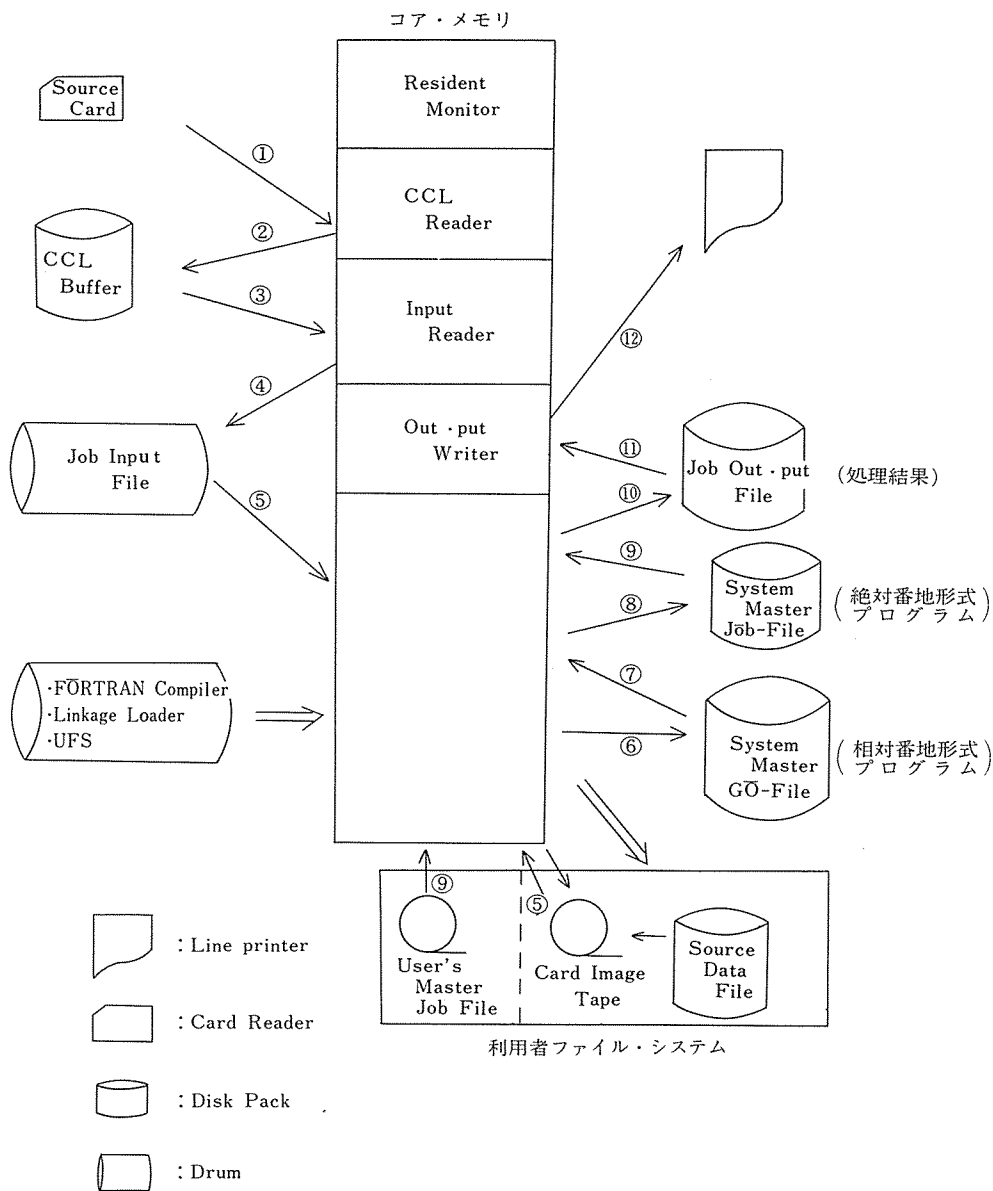 コア・メモリ
Source
Card
Resident
Monitor
①
CCL
Reader
②
CCL
Buffer
③
Input
Reader
⑫
④
Job Input
File
Out・put
Writer
⑪
Job Out・put
File
(処理結果)
⑤
⑩
⑨
System
Master
Jōb-File
(絶対番地形式
プログラム)
⑧
・FŌRTRAN Compiler
・Linkage Loader
・UFS
⑦
⑥
System
Master
GŌ-File
(相対番地形式
プログラム)
⑨
⑤
User's
Master
Job File
Card Image
Tape
Source
Data
File
利用者ファイル・システム
:Line printer
:Card Reader
:Disk Pack
:Drum